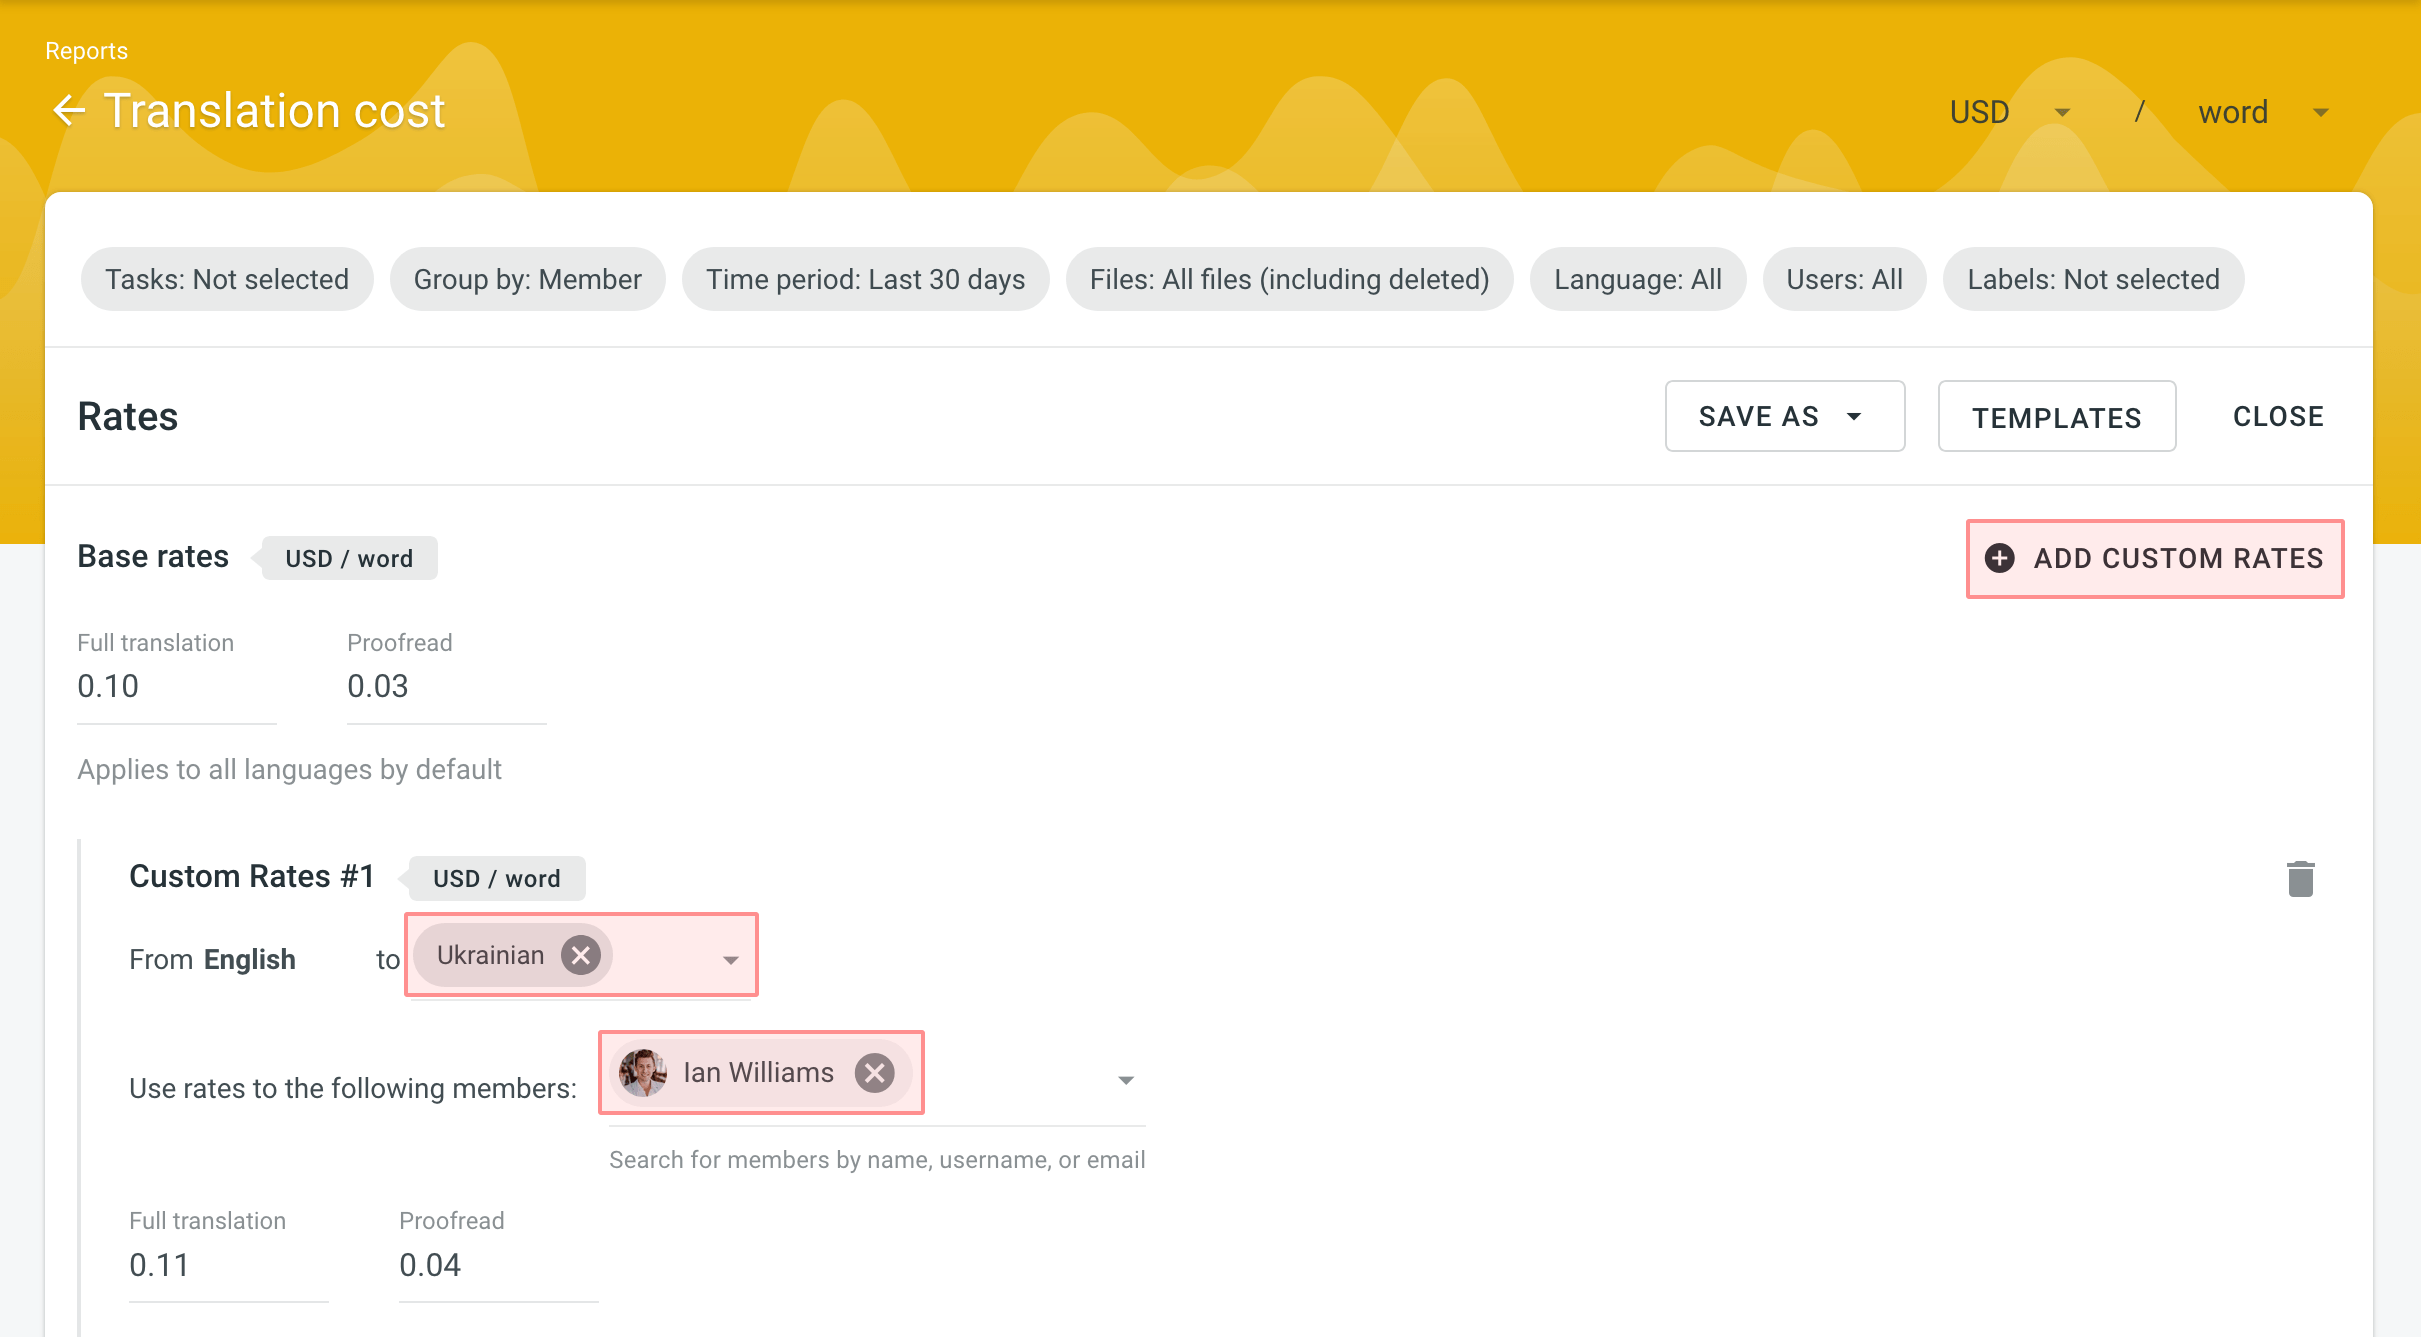 Reports
Translation cost
USD / word
Tasks: Not selected Group by: Member Time period: Last 30 days Files: All files (including deleted) Language: All Users: All Labels: Not selected
Rates SAVE AS TEMPLATES CLOSE
Base rates USD / word ADD CUSTOM RATES
Full translation Proofread
0.10 0.03
Applies to all languages by default
Custom Rates #1 USD / word
From English to Ukrainian
Use rates to the following members: Ian Williams
Search for members by name, username, or email
Full translation Proofread
0.11 0.04